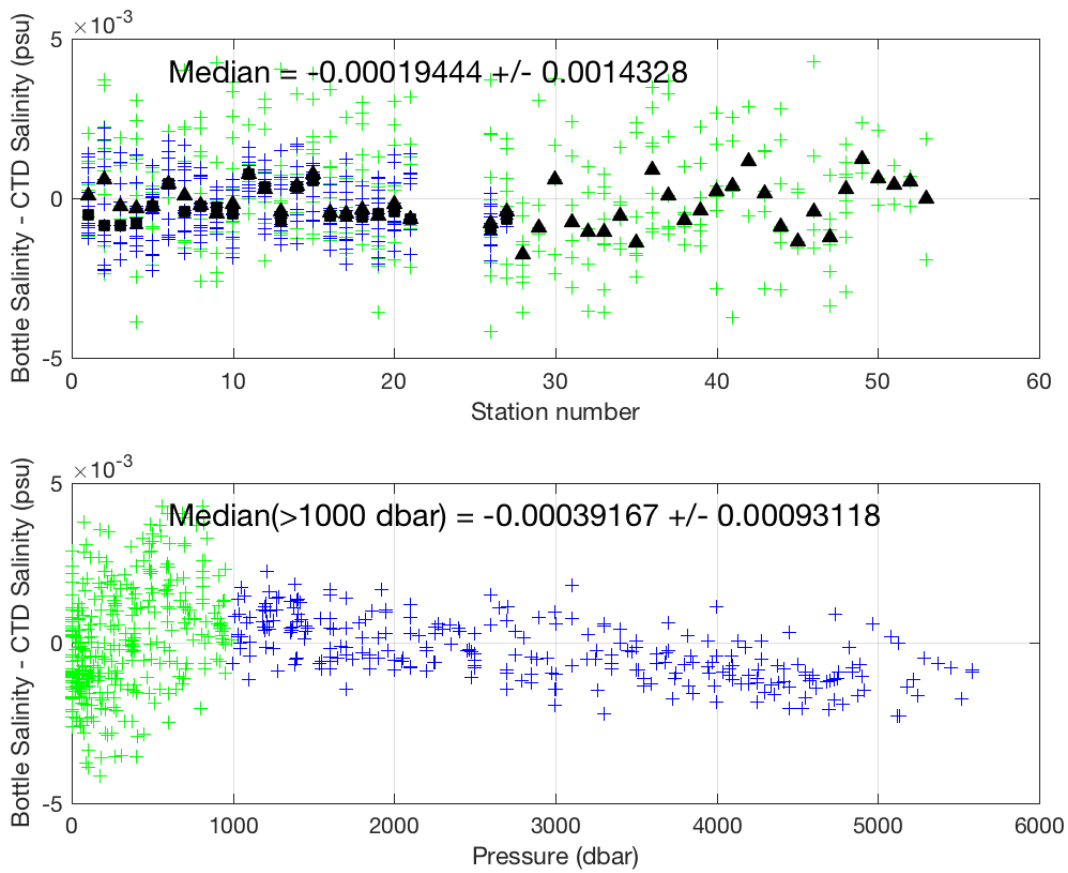 ×10⁻³
5
Median = -0.00019444 +/- 0.0014328
Bottle Salinity - CTD Salinity (psu)
0
-5
0 10 20 30 40 50 60
Station number
×10⁻³
5
Median(>1000 dbar) = -0.00039167 +/- 0.00093118
Bottle Salinity - CTD Salinity (psu)
0
-5
0 1000 2000 3000 4000 5000 6000
Pressure (dbar)